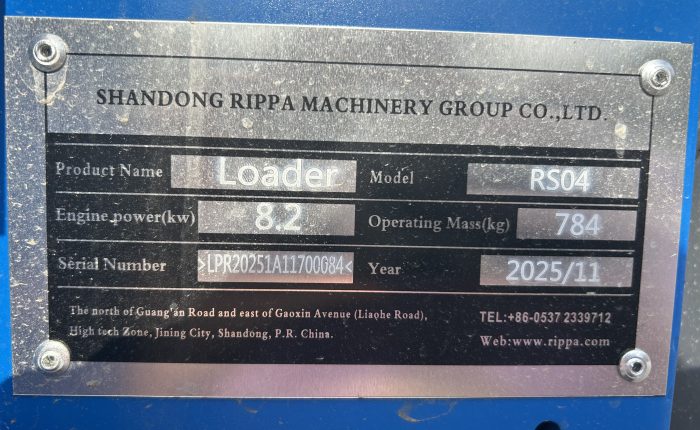 SHANDONG RIPPA MACHINERY GROUP CO.,LTD.
Product Name Loader Model RS04
Engine power(kw) 8.2 Operating Mass(kg) 784
Serial Number >LPR20251A11700G84< Year 2025/11
The north of Guang'an Road and east of Gaoxin Avenue (Liaohe Road), TEL:+86-0537 2339712
High tech Zone, Jining City, Shandong, P.R. China. Web:www.rippa.com